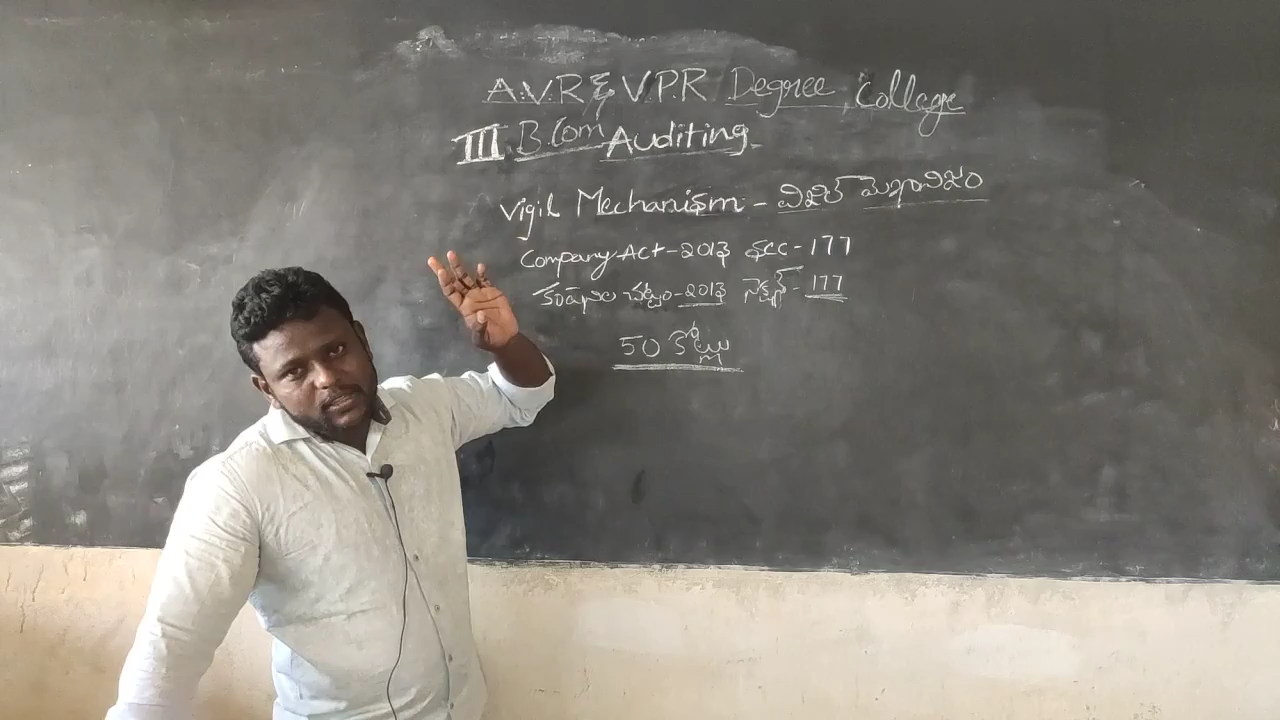 A.V.R & V.P.R Degree College
III B.Com Auditing
Vigil Mechanism - విజిల్ మెఖానిజం
Company Act - 2013 Sec - 177
కంపెనీల చట్టం - 2013 సెక్షన్ - 177
50 కోట్లు